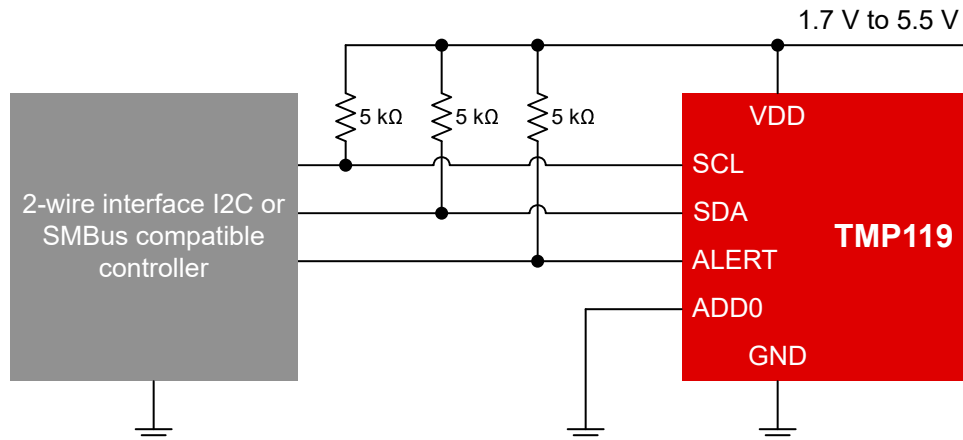 1.7 V to 5.5 V
5 kΩ
5 kΩ
5 kΩ
VDD
SCL
2-wire interface I2C or
SMBus compatible
controller
SDA
TMP119
ALERT
ADD0
GND